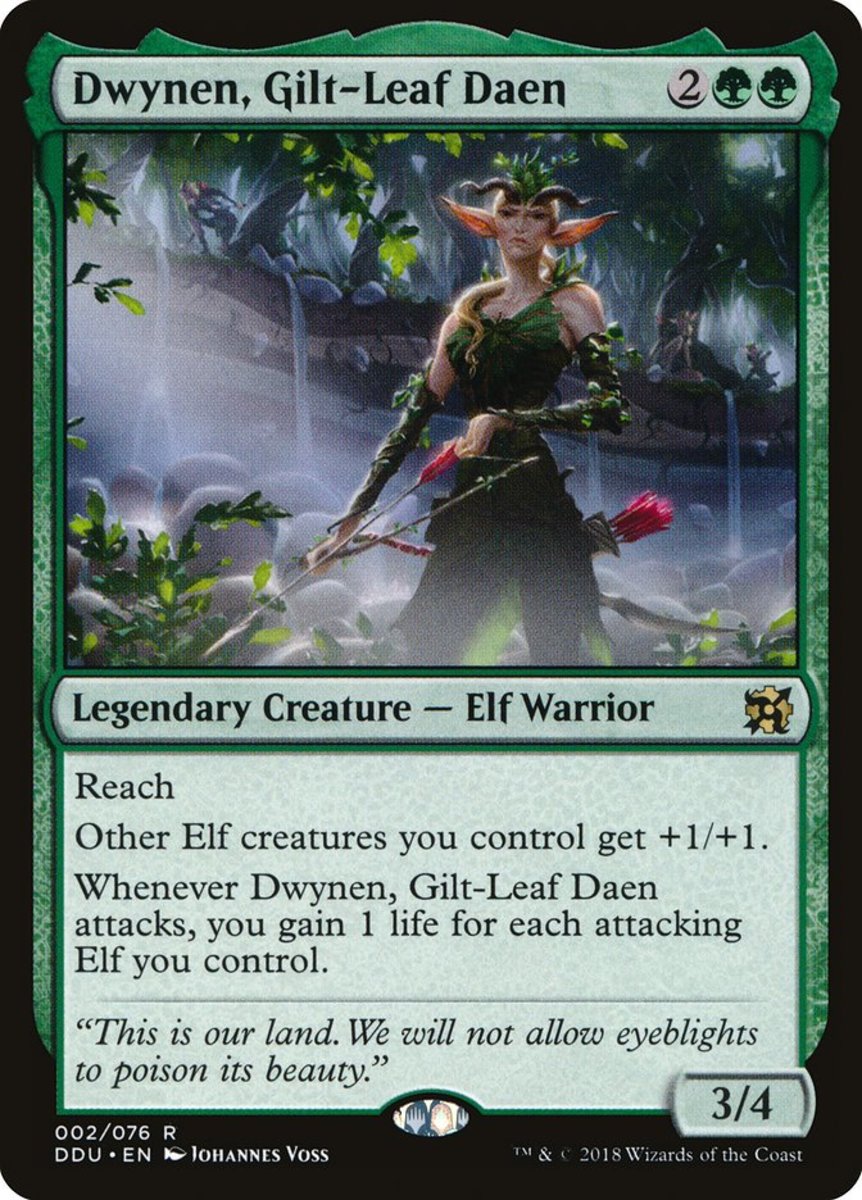 Dwynen, Gilt-Leaf Daen 2
Legendary Creature — Elf Warrior
Reach
Other Elf creatures you control get +1/+1.
Whenever Dwynen, Gilt-Leaf Daen
attacks, you gain 1 life for each attacking
Elf you control.
“This is our land. We will not allow eyeblights
to poison its beauty.”
3/4
002/076 R
DDU • EN Johannes Voss
™ & © 2018 Wizards of the Coast